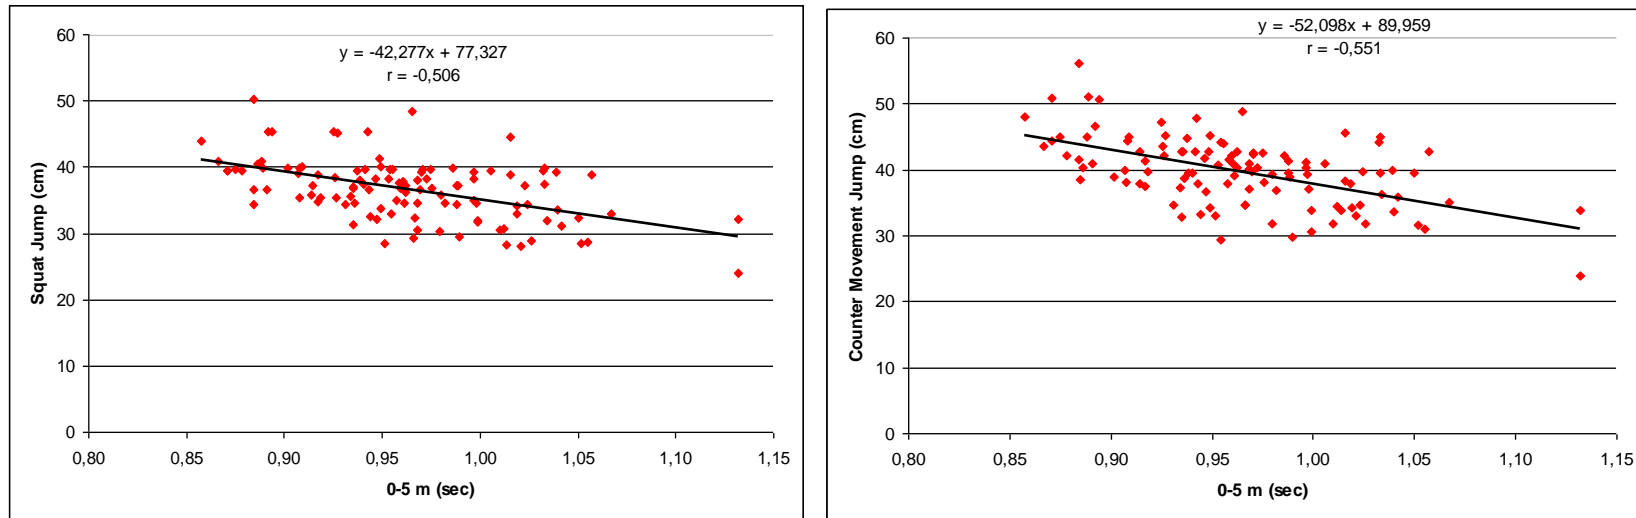 y = -42,277x + 77,327
r = -0,506
60
50
40
30
20
10
0
Squat Jump (cm)
0,80 0,85 0,90 0,95 1,00 1,05 1,10 1,15
0-5 m (sec)
y = -52,098x + 89,959
r = -0,551
60
50
40
30
20
10
0
Counter Movement Jump (cm)
0,80 0,85 0,90 0,95 1,00 1,05 1,10 1,15
0-5 m (sec)